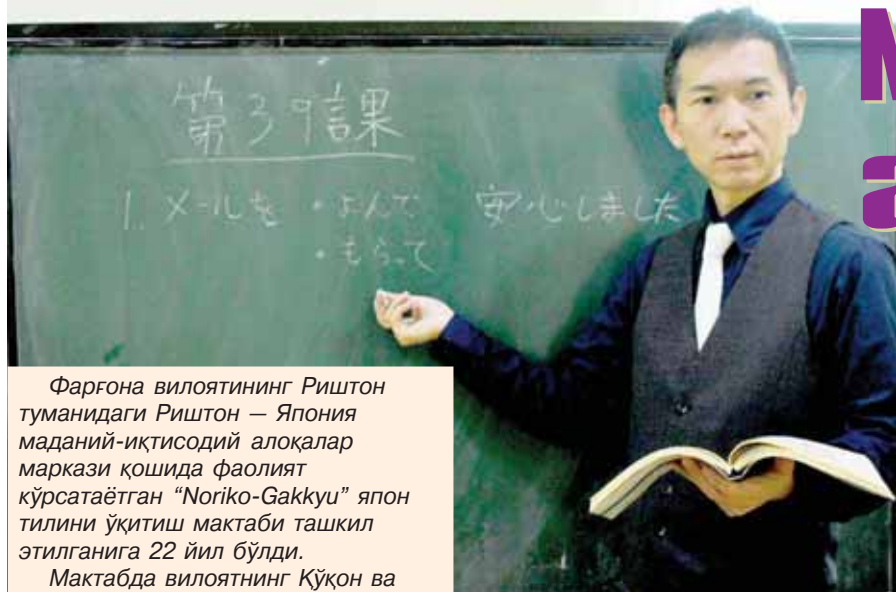 第39課
1. メールを ・よんで 安心しました
・もらって
М
а
Фарғона вилоятининг Риштон
туманидаги Риштон — Япония
маданий-иқтисодий алоқалар
маркази қошида фаолият
кўрсатаётган “Noriko-Gakkyu” япон
тилини ўқитиш мактаби ташкил
этилганига 22 йил бўлди.
Мактабда вилоятнинг Қўқон ва